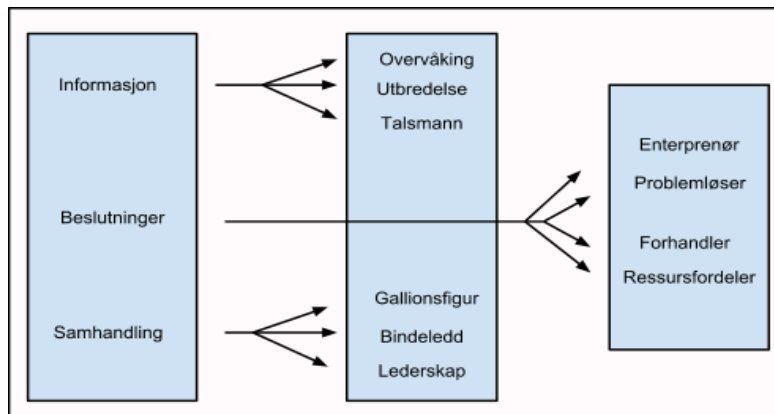 Informasjon
Beslutninger
Samhandling
Overvåking
Utbredelse
Talsmann
Gallionsfigur
Bindeledd
Lederskap
Enterprenør
Problemløser
Forhandler
Ressursfordeler